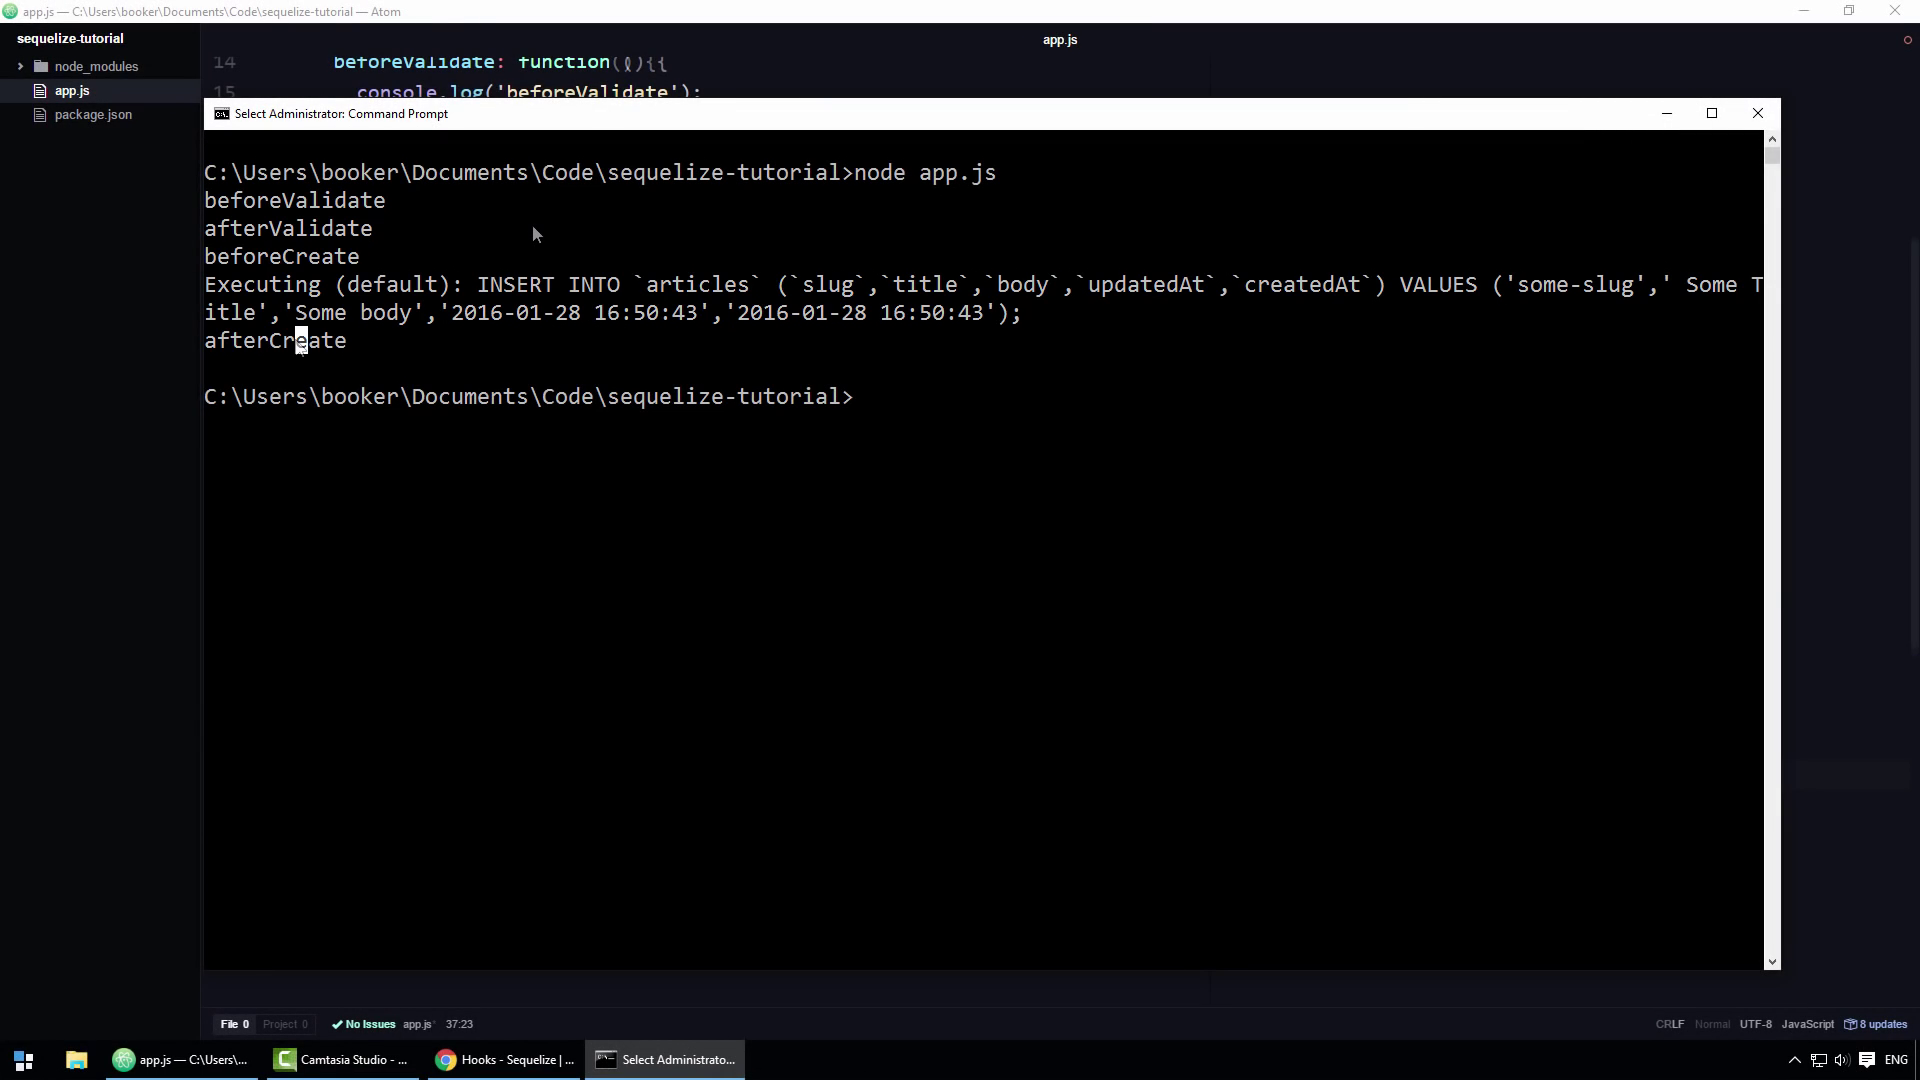 app.js — C:\Users\booker\Documents\Code\sequelize-tutorial — Atom
sequelize-tutorial
node_modules
app.js
package.json
app.js
14 beforeValidate: function(){{
15 console.log('beforeValidate');
Select Administrator: Command Prompt
C:\Users\booker\Documents\Code\sequelize-tutorial>node app.js
beforeValidate
afterValidate
beforeCreate
Executing (default): INSERT INTO `articles` (`slug`,`title`,`body`,`updatedAt`,`createdAt`) VALUES ('some-slug',' Some T
itle','Some body','2016-01-28 16:50:43','2016-01-28 16:50:43');
afterCreate
C:\Users\booker\Documents\Code\sequelize-tutorial>
File 0 Project 0 No Issues app.js* 37:23 CRLF Normal UTF-8 JavaScript 8 updates
app.js — C:\Users\... Camtasia Studio - ... Hooks - Sequelize | ... Select Administrato... ENG